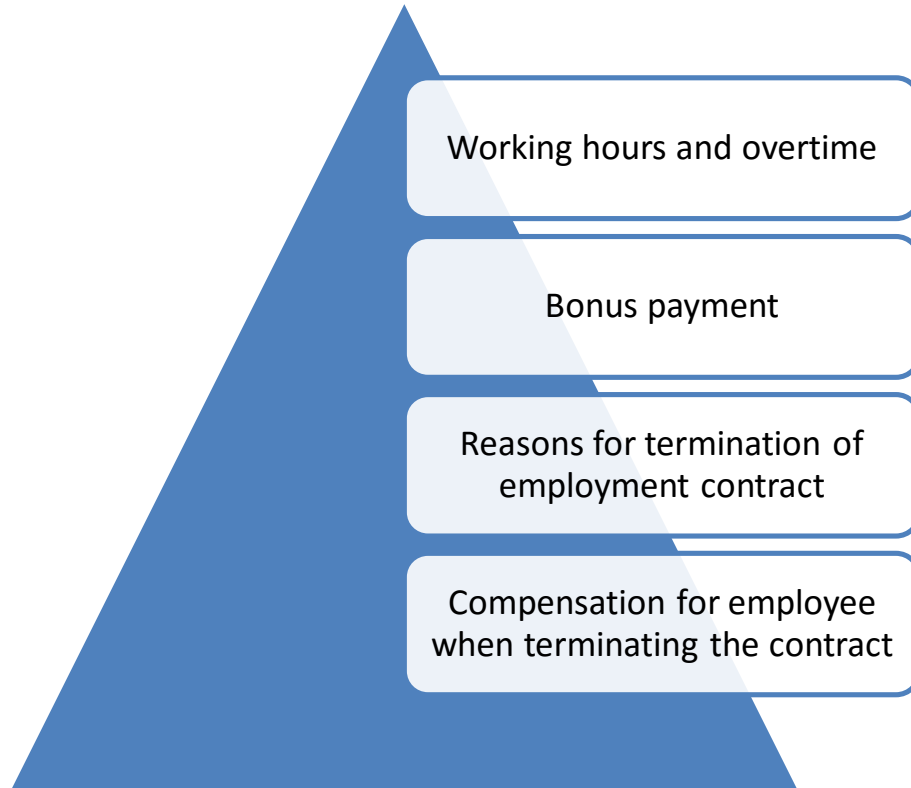 Working hours and overtime
Bonus payment
Reasons for termination of
employment contract
Compensation for employee
when terminating the contract